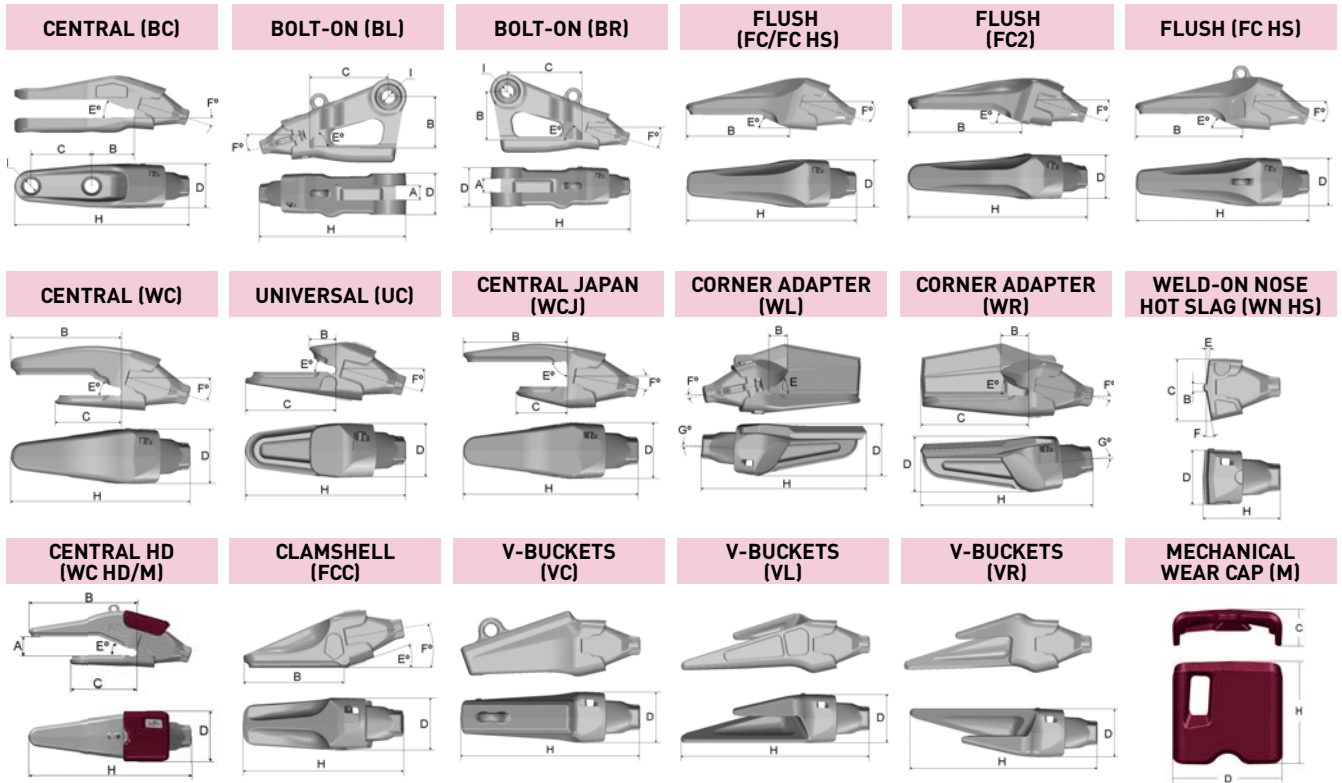 CENTRAL (BC)
BOLT-ON (BL)
BOLT-ON (BR)
FLUSH
(FC/FC HS)
FLUSH
(FC2)
FLUSH (FC HS)
E° F° C B I D H
C I B E° F° A D H
I C B E° F° D A H
E° F° B D H
E° F° B D H
E° F° B D H
CENTRAL (WC)
UNIVERSAL (UC)
CENTRAL JAPAN
(WCJ)
CORNER ADAPTER
(WL)
CORNER ADAPTER
(WR)
WELD-ON NOSE
HOT SLAG (WN HS)
B E° F° C D H
B E° F° C D H
B E° F° C D H
B F° E G° D H
B E° F° C G° D H
E C B F D H
CENTRAL HD
(WC HD/M)
CLAMSHELL
(FCC)
V-BUCKETS
(VC)
V-BUCKETS
(VL)
V-BUCKETS
(VR)
MECHANICAL
WEAR CAP (M)
B A E° F° C D H
F° E° B D H
D H
D H
D H
C H D